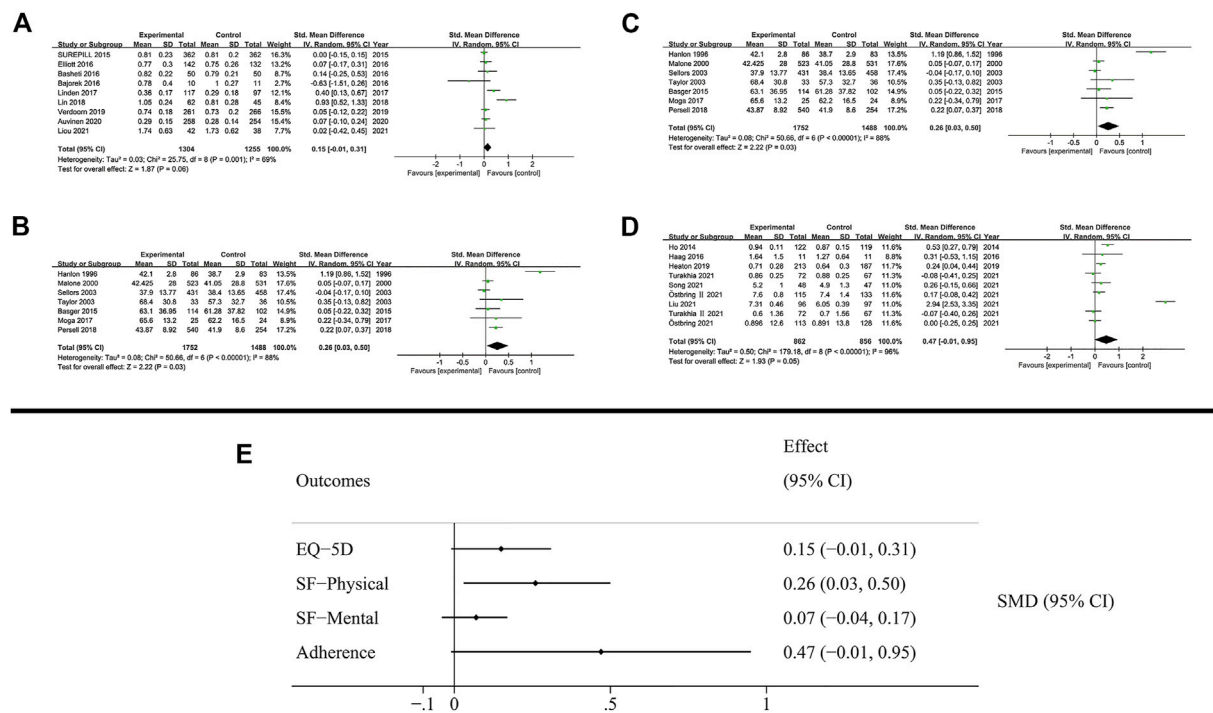 A
Experimental Control Std. Mean Difference Std. Mean Difference
Study or Subgroup Mean SD Total Mean SD Total Weight IV. Random. 95% CI Year IV. Random. 95% CI
SUREPILL 2015 0.81 0.23 362 0.81 0.2 362 16.3% 0.00 [-0.15, 0.15] 2015
Elliott 2016 0.77 0.3 142 0.75 0.26 132 13.2% 0.07 [-0.17, 0.31] 2016
Basheti 2016 0.82 0.22 50 0.79 0.21 50 8.4% 0.14 [-0.25, 0.53] 2016
Bajorek 2016 0.78 0.4 10 1 0.27 11 2.4% -0.63 [-1.51, 0.26] 2016
Linden 2017 0.36 0.17 117 0.29 0.18 97 12.1% 0.40 [0.13, 0.67] 2017
Lin 2018 1.05 0.24 62 0.81 0.28 45 8.1% 0.93 [0.52, 1.33] 2018
Verdoorn 2019 0.74 0.18 261 0.73 0.2 266 15.5% 0.05 [-0.12, 0.22] 2019
Auvinen 2020 0.29 0.15 258 0.28 0.14 254 15.4% 0.07 [-0.10, 0.24] 2020
Liou 2021 1.74 0.63 42 1.73 0.62 38 8.6% 0.02 [-0.42, 0.45] 2021
Total (95% CI) 1304 1255 100.0% 0.15 [-0.01, 0.31]
Heterogeneity: Tau² = 0.03; Chi² = 25.75, df = 8 (P = 0.001); I² = 69%
Test for overall effect: Z = 1.87 (P = 0.06)
-4 -2 0 2 4
Favours [experimental] Favours [control]
B
Experimental Control Std. Mean Difference Std. Mean Difference
Study or Subgroup Mean SD Total Mean SD Total Weight IV. Random. 95% CI Year IV. Random. 95% CI
Hanlon 1996 42.1 2.8 86 38.7 2.9 83 13.5% 1.19 [0.86, 1.52] 1996
Malone 2000 42.425 28 523 41.05 28.8 531 17.9% 0.05 [-0.07, 0.17] 2000
Sellors 2003 37.9 13.77 431 38.4 13.65 458 17.8% -0.04 [-0.17, 0.10] 2003
Taylor 2003 68.4 30.8 33 57.3 32.7 36 10.5% 0.35 [-0.13, 0.82] 2003
Basger 2015 63.1 36.95 114 61.28 37.82 102 14.7% 0.05 [-0.22, 0.32] 2015
Moga 2017 65.6 13.2 25 62.2 16.5 24 8.9% 0.22 [-0.34, 0.79] 2017
Persell 2018 43.87 8.92 540 41.9 8.6 254 17.2% 0.22 [0.07, 0.37] 2018
Total (95% CI) 1752 1488 100.0% 0.26 [0.03, 0.50]
Heterogeneity: Tau² = 0.08; Chi² = 50.66, df = 6 (P < 0.00001); I² = 88%
Test for overall effect: Z = 2.22 (P = 0.03)
-2 -1 0 1 2
Favours [experimental] Favours [control]
C
Experimental Control Std. Mean Difference Std. Mean Difference
Study or Subgroup Mean SD Total Mean SD Total Weight IV. Random. 95% CI Year IV. Random. 95% CI
Hanlon 1996 42.1 2.8 86 38.7 2.9 83 13.5% 1.19 [0.86, 1.52] 1996
Malone 2000 42.425 28 523 41.05 28.8 531 17.9% 0.05 [-0.07, 0.17] 2000
Sellors 2003 37.9 13.77 431 38.4 13.65 458 17.8% -0.04 [-0.17, 0.10] 2003
Taylor 2003 68.4 30.8 33 57.3 32.7 36 10.5% 0.35 [-0.13, 0.82] 2003
Basger 2015 63.1 36.95 114 61.28 37.82 102 14.7% 0.05 [-0.22, 0.32] 2015
Moga 2017 65.6 13.2 25 62.2 16.5 24 8.9% 0.22 [-0.34, 0.79] 2017
Persell 2018 43.87 8.92 540 41.9 8.6 254 17.2% 0.22 [0.07, 0.37] 2018
Total (95% CI) 1752 1488 100.0% 0.26 [0.03, 0.50]
Heterogeneity: Tau² = 0.08; Chi² = 50.66, df = 6 (P < 0.00001); I² = 88%
Test for overall effect: Z = 2.22 (P = 0.03)
-2 -1 0 1 2
Favours [experimental] Favours [control]
D
Experimental Control Std. Mean Difference Std. Mean Difference
Study or Subgroup Mean SD Total Mean SD Total Weight IV. Random. 95% CI Year IV. Random. 95% CI
Ho 2014 0.94 0.11 122 0.87 0.15 119 11.6% 0.53 [0.27, 0.79] 2014
Haag 2016 1.64 1.5 11 1.27 0.64 11 8.8% 0.31 [-0.53, 1.15] 2016
Heaton 2019 0.71 0.28 213 0.64 0.3 187 11.7% 0.24 [0.04, 0.44] 2019
Turakhia 2021 0.86 0.25 72 0.88 0.25 67 11.3% -0.08 [-0.41, 0.25] 2021
Song 2021 5.2 1 48 4.9 1.3 47 11.1% 0.26 [-0.15, 0.66] 2021
Östbring Ⅱ 2021 7.6 0.8 115 7.4 1.4 133 11.6% 0.17 [-0.08, 0.42] 2021
Liu 2021 7.31 0.46 96 6.05 0.39 97 11.0% 2.94 [2.53, 3.35] 2021
Turakhia Ⅱ 2021 0.6 1.36 72 0.7 1.56 67 11.3% -0.07 [-0.40, 0.26] 2021
Östbring 2021 0.896 12.6 113 0.891 13.8 128 11.6% 0.00 [-0.25, 0.25] 2021
Total (95% CI) 862 856 100.0% 0.47 [-0.01, 0.95]
Heterogeneity: Tau² = 0.50; Chi² = 179.18, df = 8 (P < 0.00001); I² = 96%
Test for overall effect: Z = 1.93 (P = 0.05)
-2 -1 0 1 2
Favours [experimental] Favours [control]
E
Effect
Outcomes (95% CI)
EQ−5D 0.15 (−0.01, 0.31)
SF−Physical 0.26 (0.03, 0.50)
SMD (95% CI)
SF−Mental 0.07 (−0.04, 0.17)
Adherence 0.47 (−0.01, 0.95)
−.1 0 .5 1